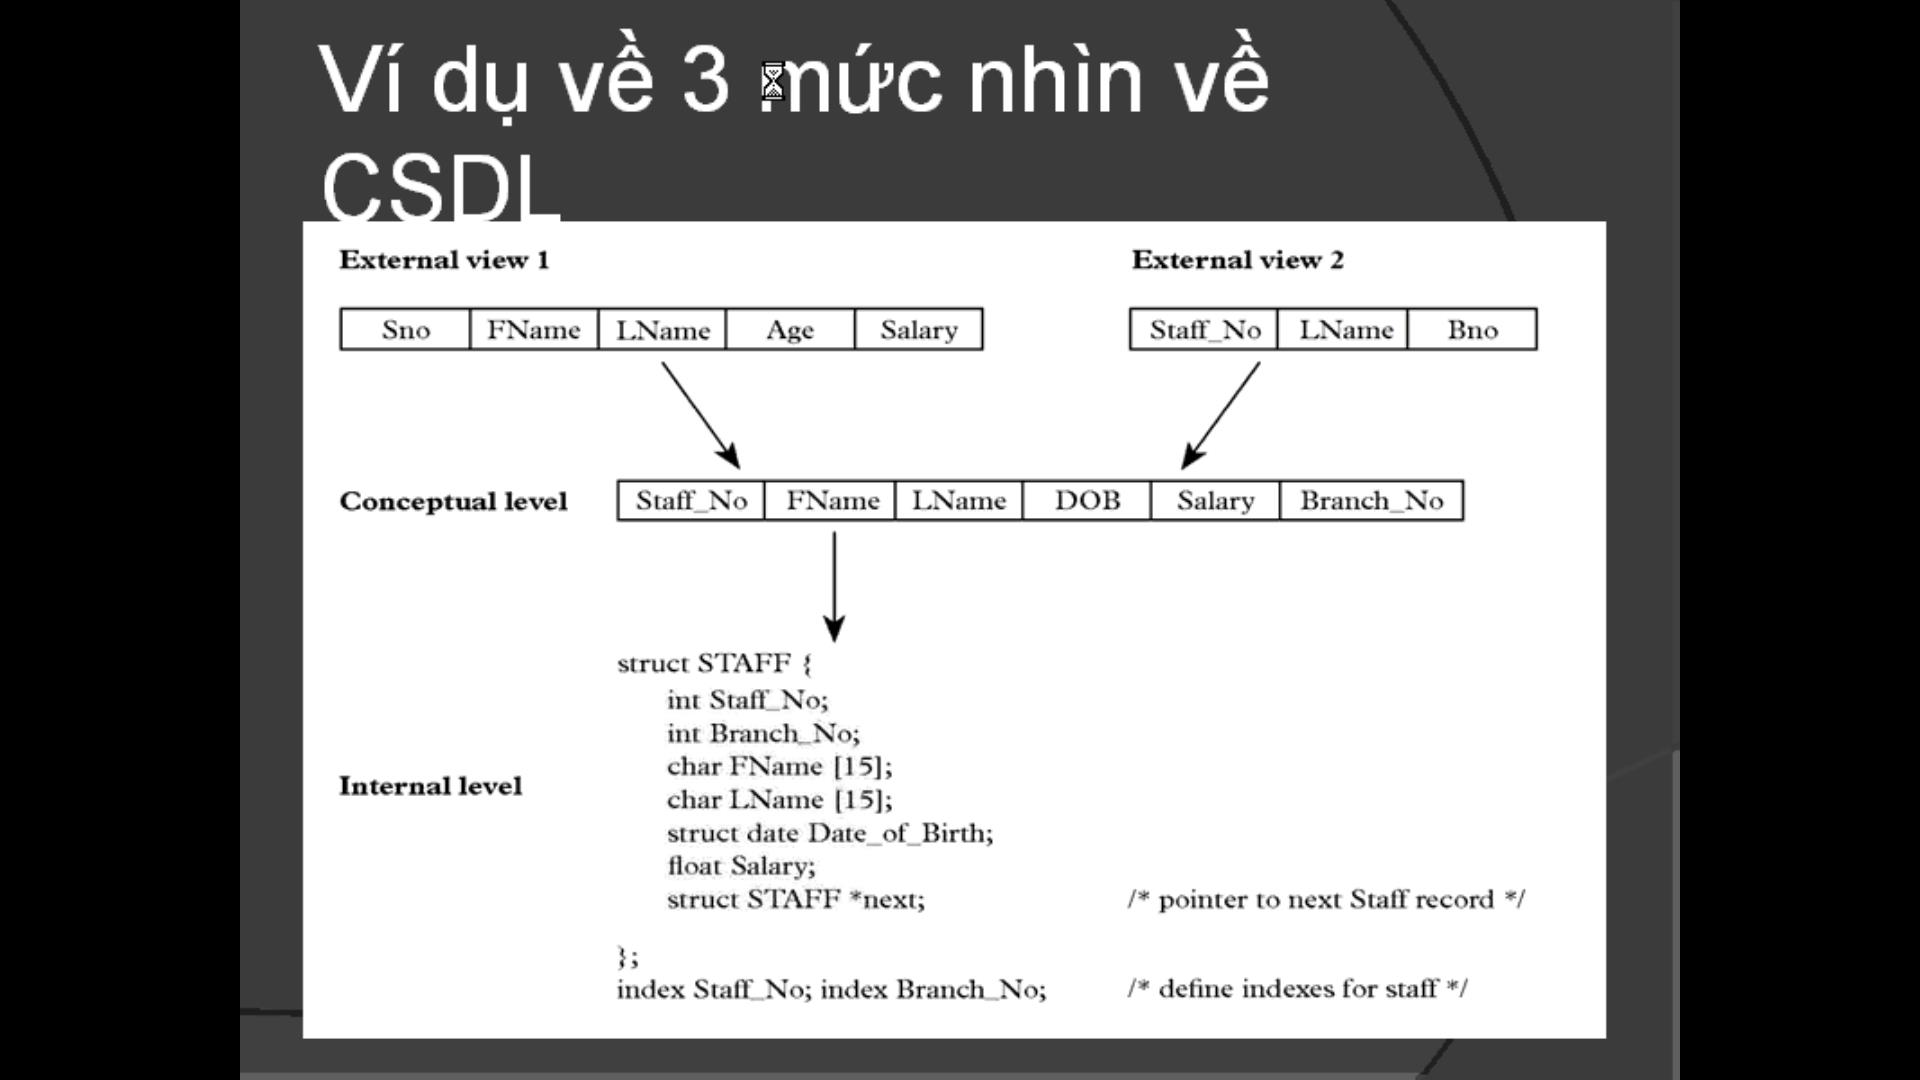 Ví dụ về 3 mức nhìn về
CSDL
External view 1
External view 2
Sno FName LName Age Salary
Staff_No LName Bno
Conceptual level
Staff_No FName LName DOB Salary Branch_No
Internal level
struct STAFF {
int Staff_No;
int Branch_No;
char FName [15];
char LName [15];
struct date Date_of_Birth;
float Salary;
struct STAFF *next; /* pointer to next Staff record */
};
index Staff_No; index Branch_No; /* define indexes for staff */